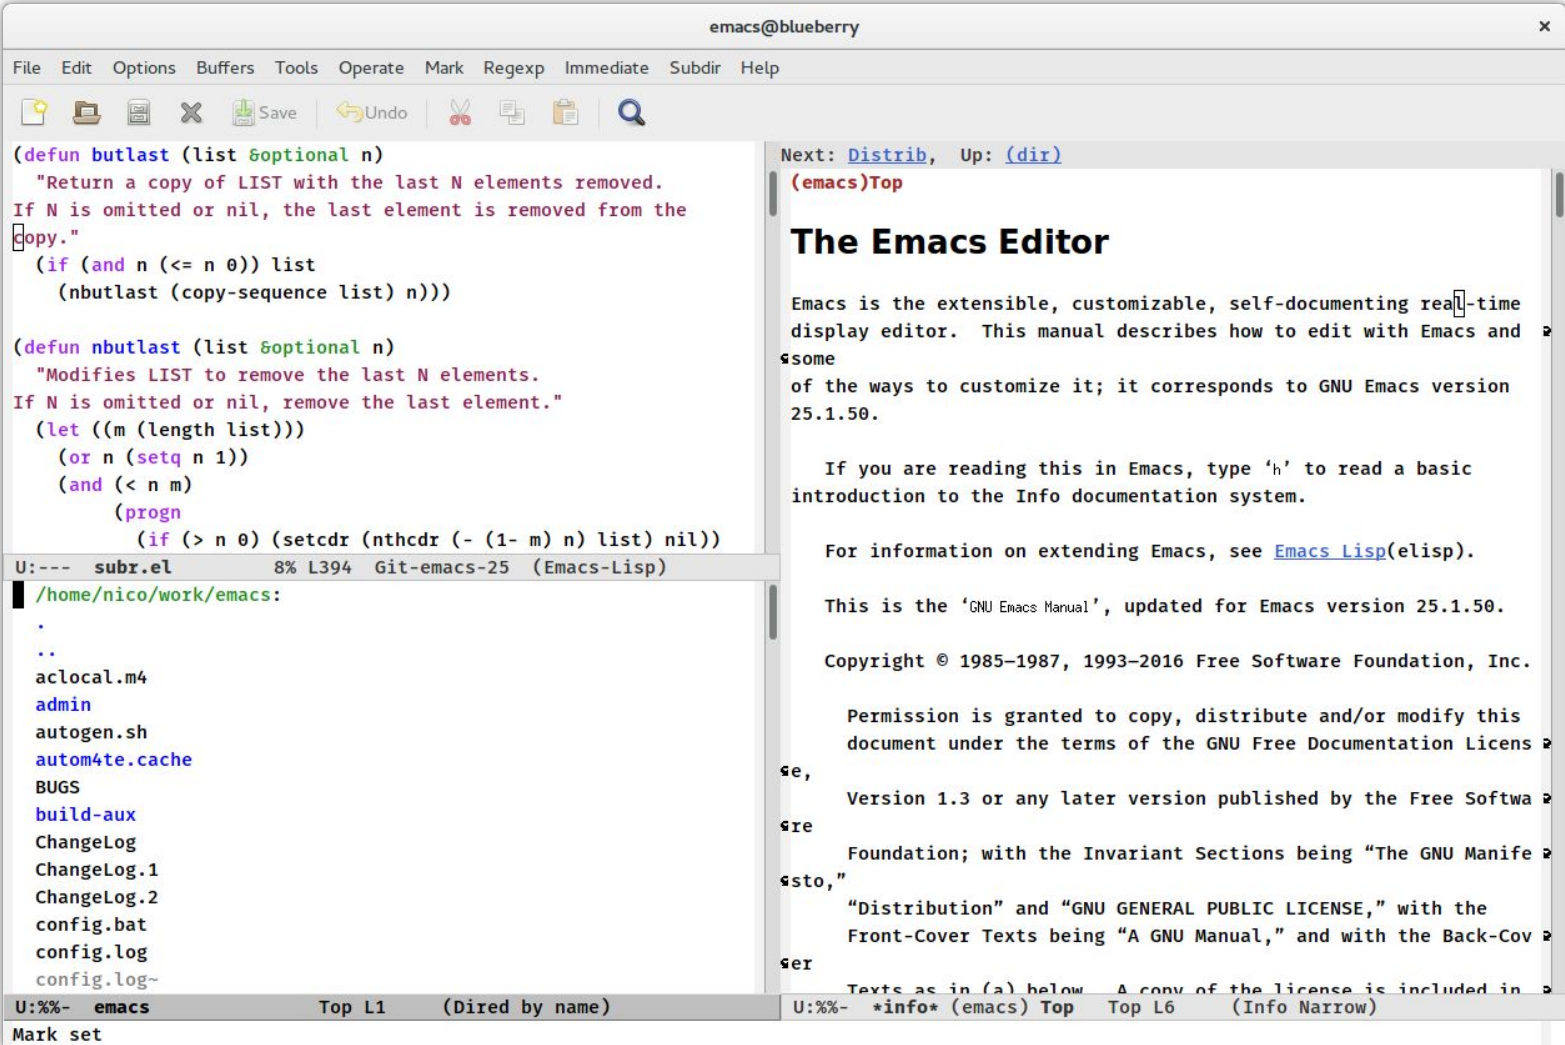 emacs@blueberry
File Edit Options Buffers Tools Operate Mark Regexp Immediate Subdir Help
Save Undo
(defun butlast (list &optional n)
  "Return a copy of LIST with the last N elements removed.
If N is omitted or nil, the last element is removed from the
copy."
  (if (and n (<= n 0)) list
    (nbutlast (copy-sequence list) n)))

(defun nbutlast (list &optional n)
  "Modifies LIST to remove the last N elements.
If N is omitted or nil, remove the last element."
  (let ((m (length list)))
    (or n (setq n 1))
    (and (< n m)
         (progn
           (if (> n 0) (setcdr (nthcdr (- (1- m) n) list) nil))
U:---  subr.el         8% L394  Git-emacs-25  (Emacs-Lisp)
/home/nico/work/emacs:
.
..
aclocal.m4
admin
autogen.sh
autom4te.cache
BUGS
build-aux
ChangeLog
ChangeLog.1
ChangeLog.2
config.bat
config.log
config.log~
U:%%-  emacs               Top L1     (Dired by name)
Next: Distrib,  Up: (dir)
(emacs)Top
The Emacs Editor
Emacs is the extensible, customizable, self-documenting real-time
display editor.  This manual describes how to edit with Emacs and
some
of the ways to customize it; it corresponds to GNU Emacs version
25.1.50.

   If you are reading this in Emacs, type ‘h’ to read a basic
introduction to the Info documentation system.

   For information on extending Emacs, see Emacs Lisp(elisp).

   This is the ‘GNU Emacs Manual’, updated for Emacs version 25.1.50.

   Copyright © 1985–1987, 1993–2016 Free Software Foundation, Inc.

     Permission is granted to copy, distribute and/or modify this
     document under the terms of the GNU Free Documentation Licens
e,
     Version 1.3 or any later version published by the Free Softwa
re
     Foundation; with the Invariant Sections being “The GNU Manife
sto,”
     “Distribution” and “GNU GENERAL PUBLIC LICENSE,” with the
     Front-Cover Texts being “A GNU Manual,” and with the Back-Cov
er
     Texts as in (a) below.  A copy of the license is included in
U:%%-  *info* (emacs) Top   Top L6     (Info Narrow)
Mark set